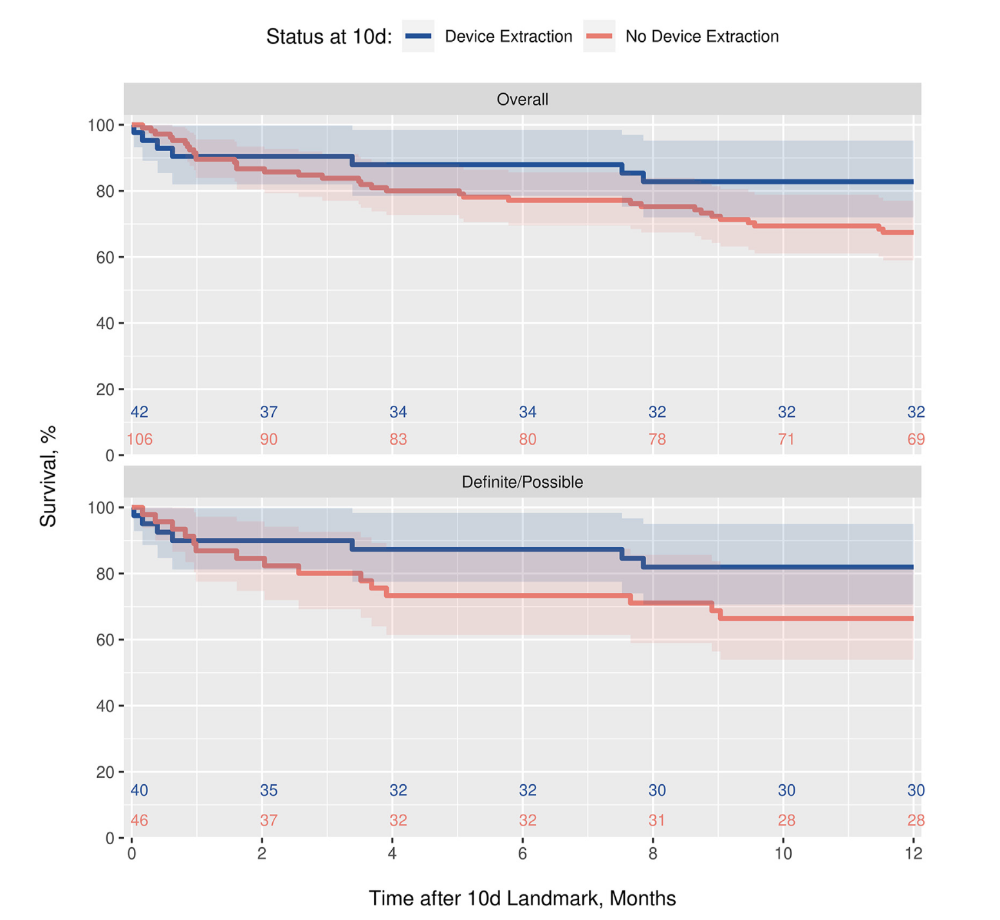 Status at 10d: Device Extraction No Device Extraction
Overall
100
80
60
40
20
42 37 34 34 32 32 32
106 90 83 80 78 71 69
0
Survival, %
Definite/Possible
100
80
60
40
20
40 35 32 32 30 30 30
46 37 32 32 31 28 28
0
0 2 4 6 8 10 12
Time after 10d Landmark, Months